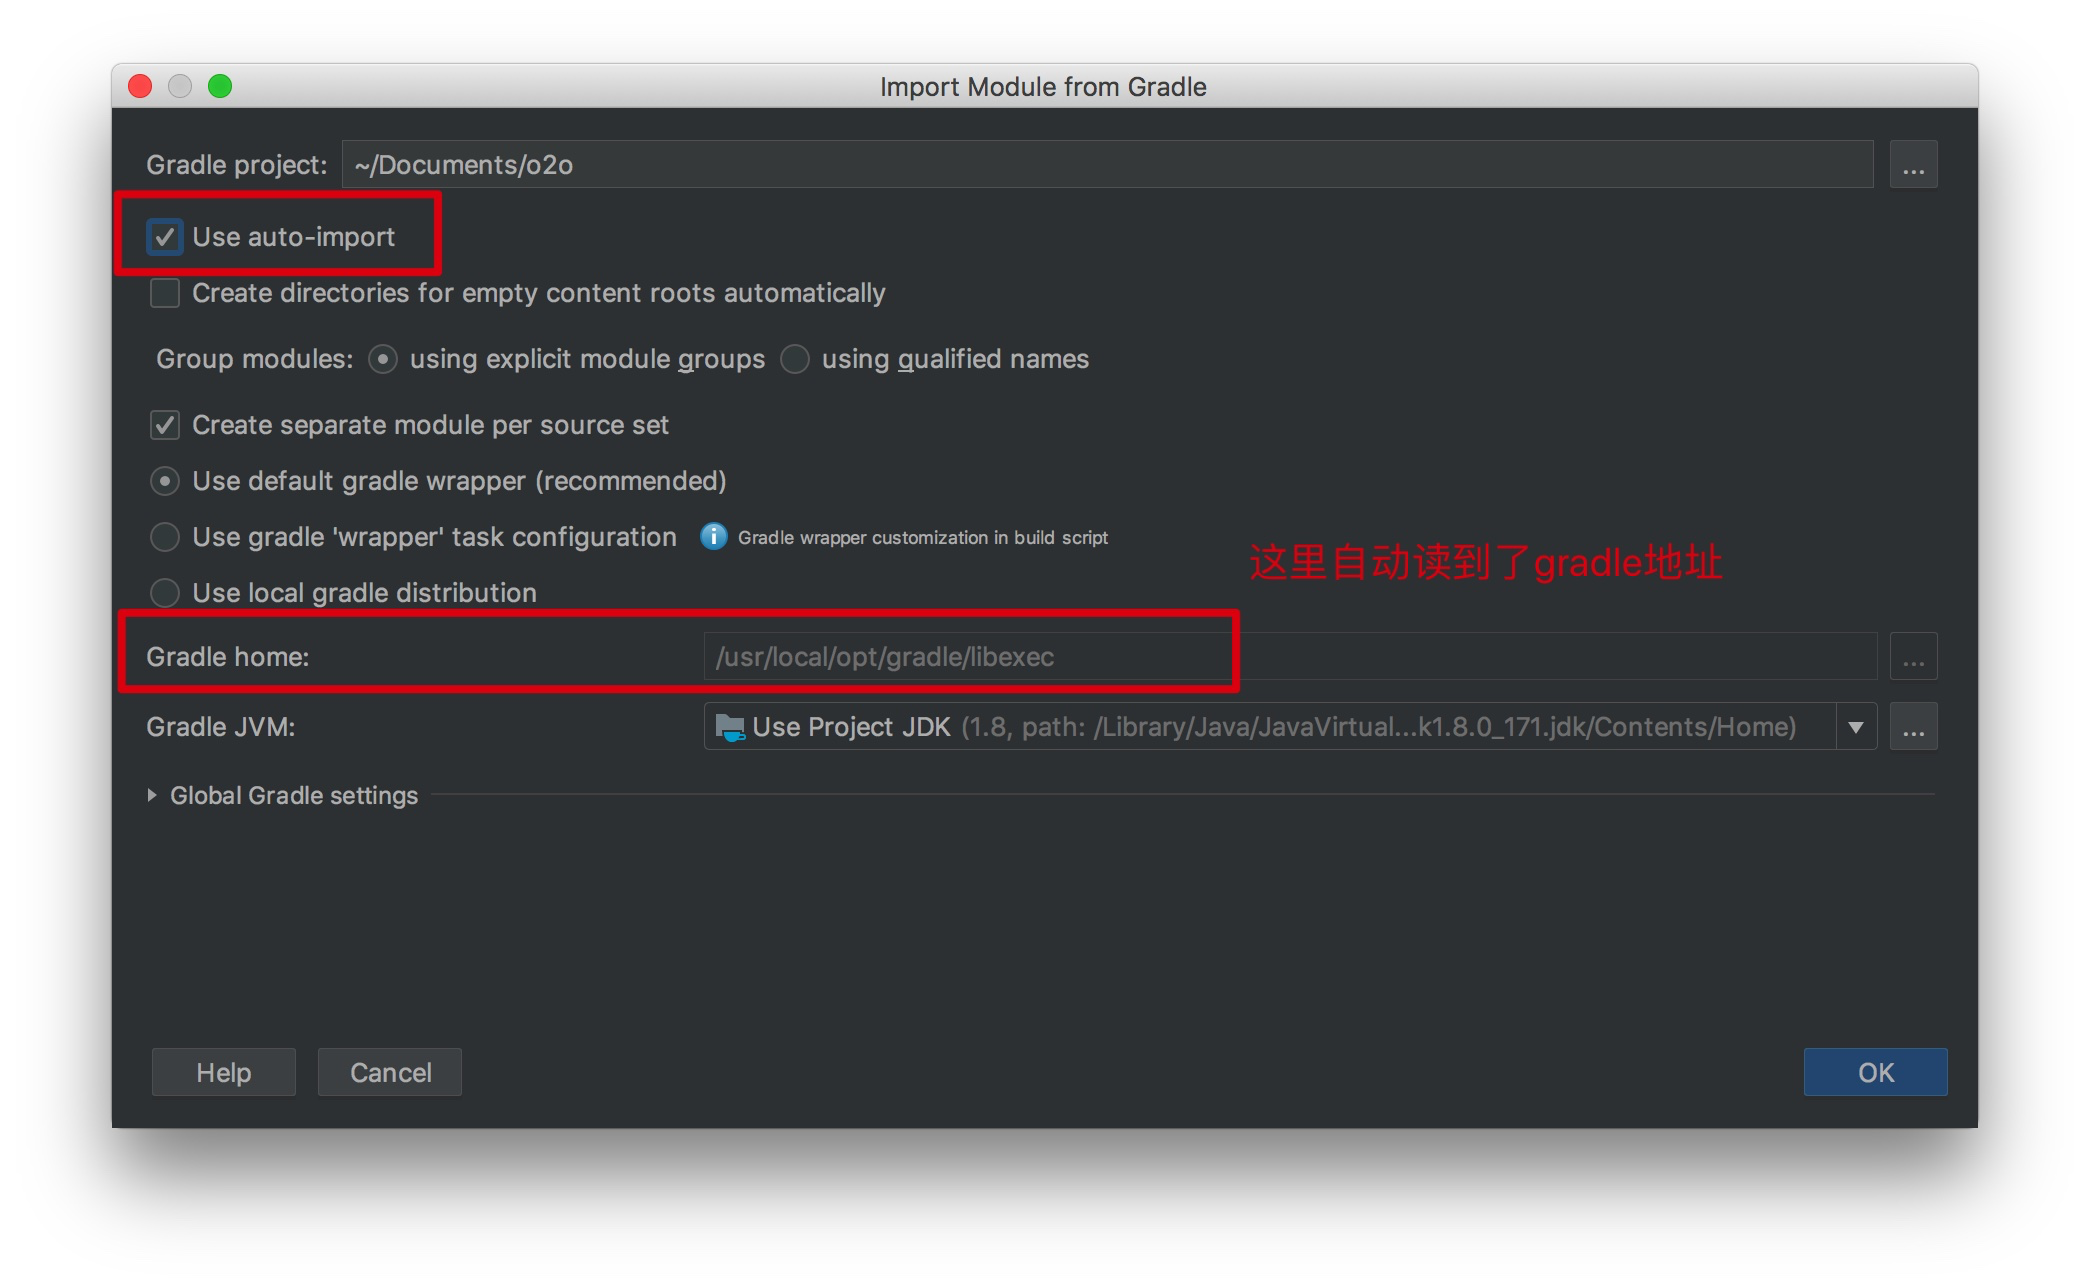 Import Module from Gradle
Gradle project: ~/Documents/o2o ...
Use auto-import
Create directories for empty content roots automatically
Group modules: using explicit module groups using qualified names
Create separate module per source set
Use default gradle wrapper (recommended)
Use gradle 'wrapper' task configuration Gradle wrapper customization in build script
这里自动读到了gradle地址
Use local gradle distribution
Gradle home: /usr/local/opt/gradle/libexec ...
Gradle JVM: Use Project JDK (1.8, path: /Library/Java/JavaVirtual...k1.8.0_171.jdk/Contents/Home) ...
Global Gradle settings
Help Cancel OK